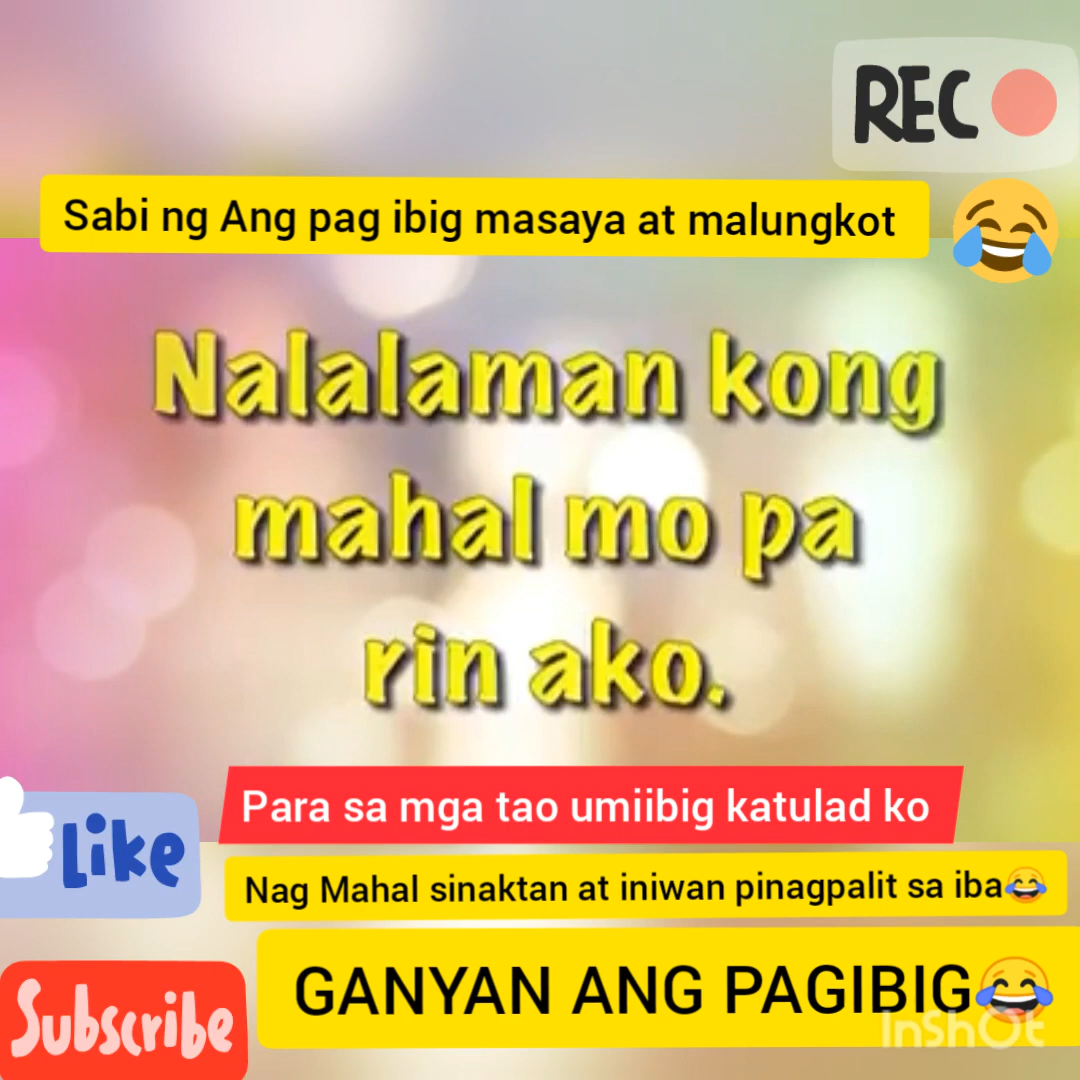 REC
Sabi ng Ang pag ibig masaya at malungkot
Nalalaman kong
mahal mo pa
rin ako.
Para sa mga tao umiibig katulad ko
Like
Nag Mahal sinaktan at iniwan pinagpalit sa iba😂
GANYAN ANG PAGIBIG😂
Subscribe
InShOt